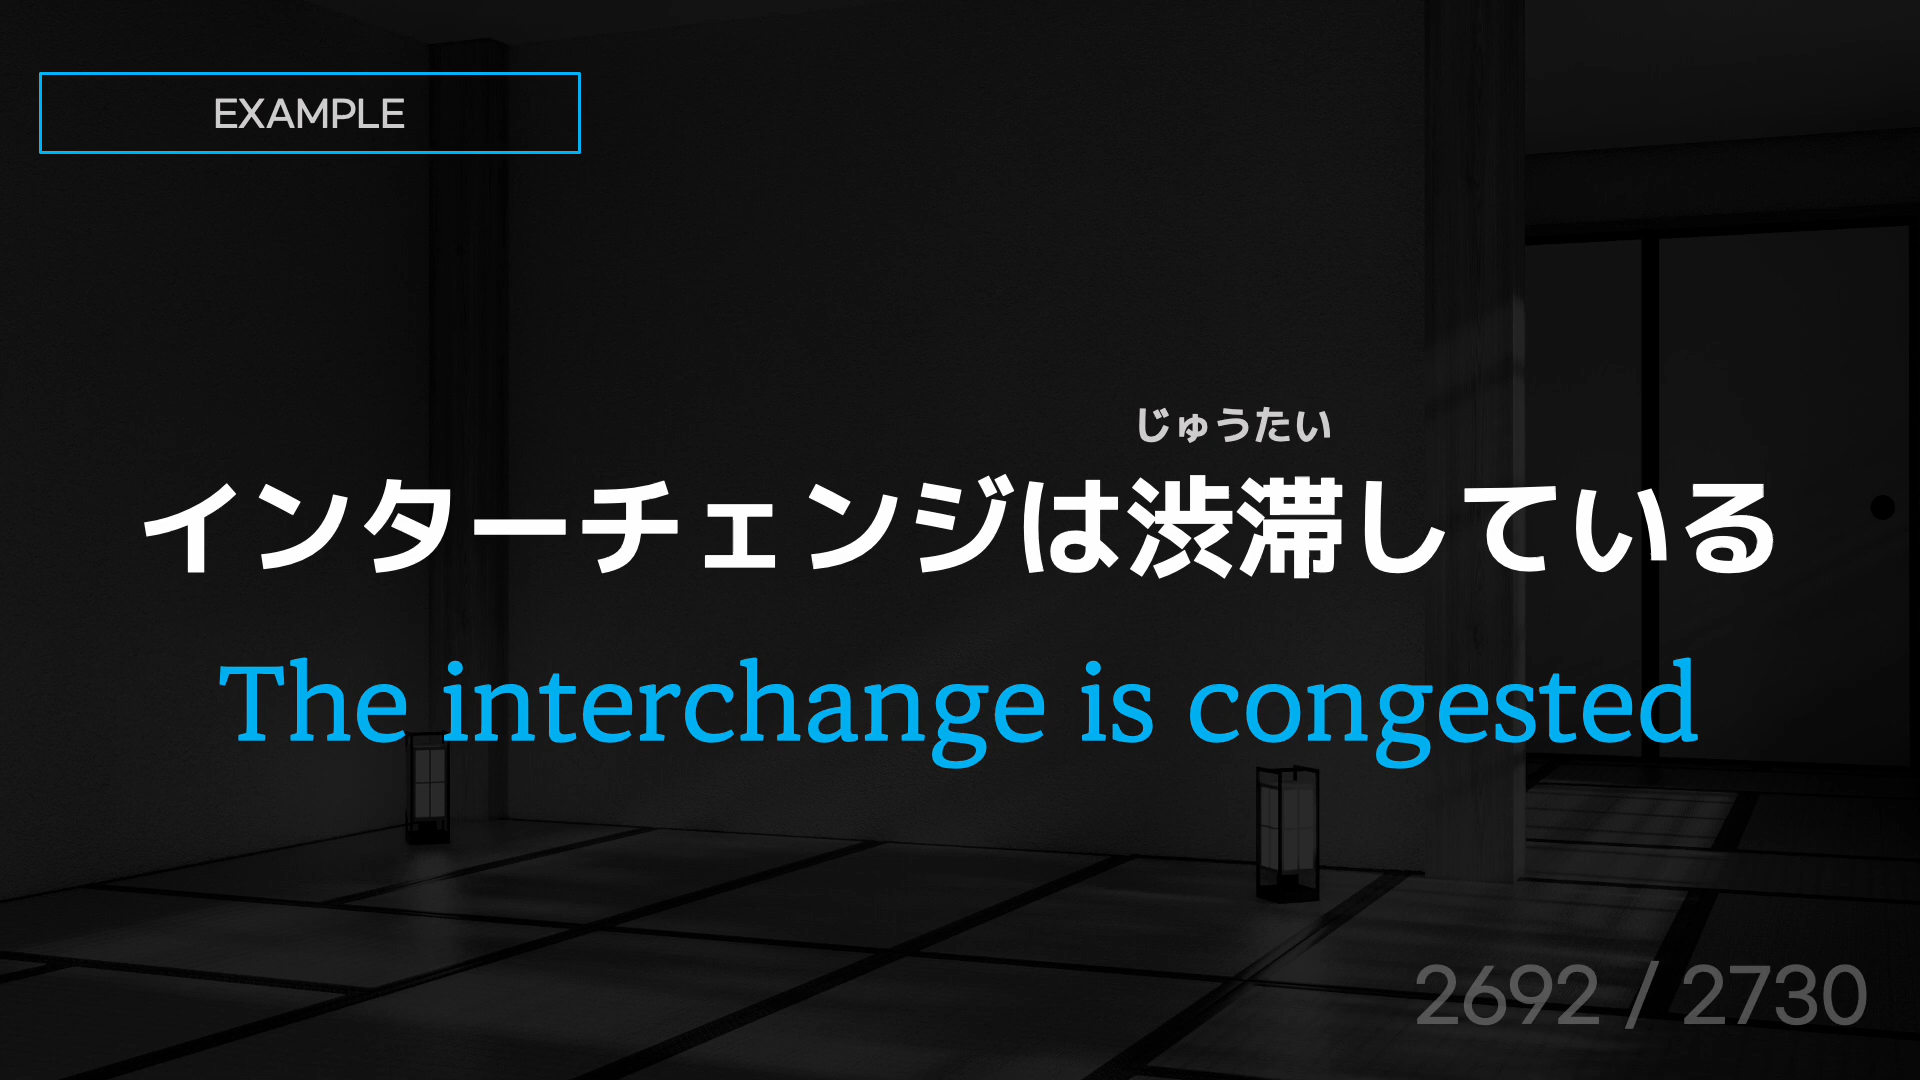 EXAMPLE
じゅうたい
インターチェンジは渋滞している
The interchange is congested
2692 / 2730